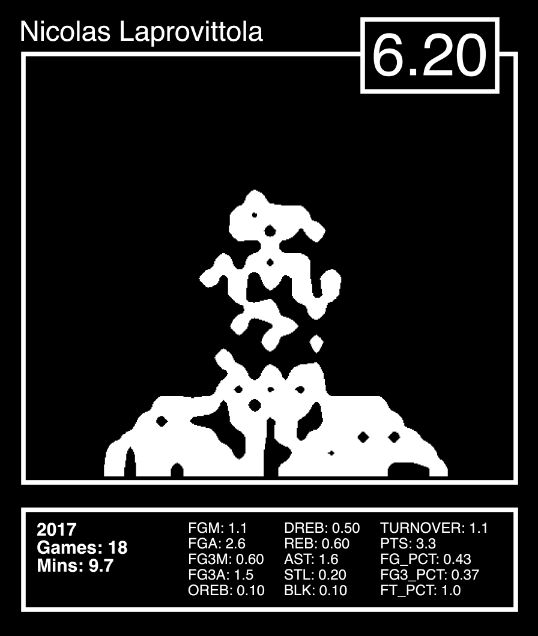 Nicolas Laprovittola
6.20
2017
Games: 18
Mins: 9.7
FGM: 1.1
FGA: 2.6
FG3M: 0.60
FG3A: 1.5
OREB: 0.10
DREB: 0.50
REB: 0.60
AST: 1.6
STL: 0.20
BLK: 0.10
TURNOVER: 1.1
PTS: 3.3
FG_PCT: 0.43
FG3_PCT: 0.37
FT_PCT: 1.0